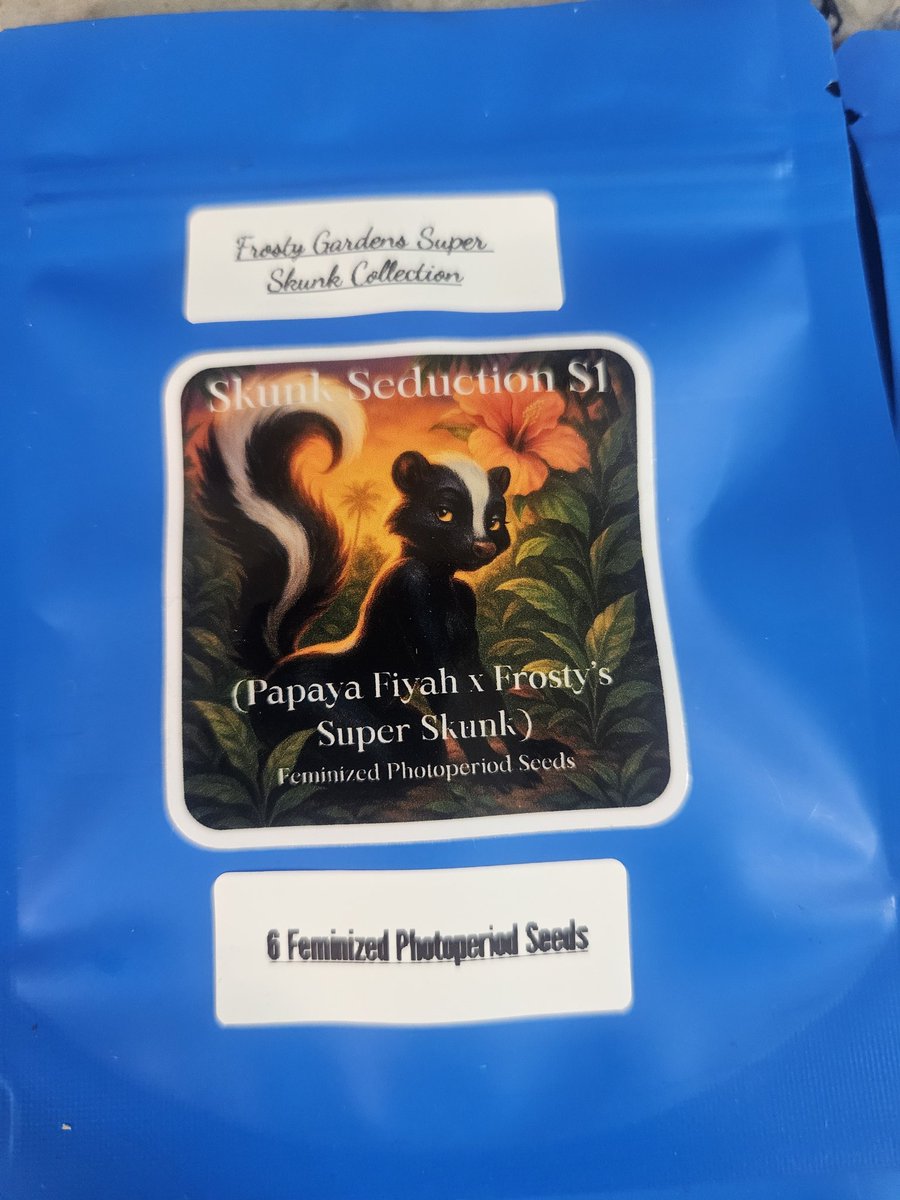 Frosty Gardens Super
Skunk Collection
Skunk Seduction S1
(Papaya Fiyah x Frosty's
Super Skunk)
Feminized Photoperiod Seeds
6 Feminized Photoperiod Seeds